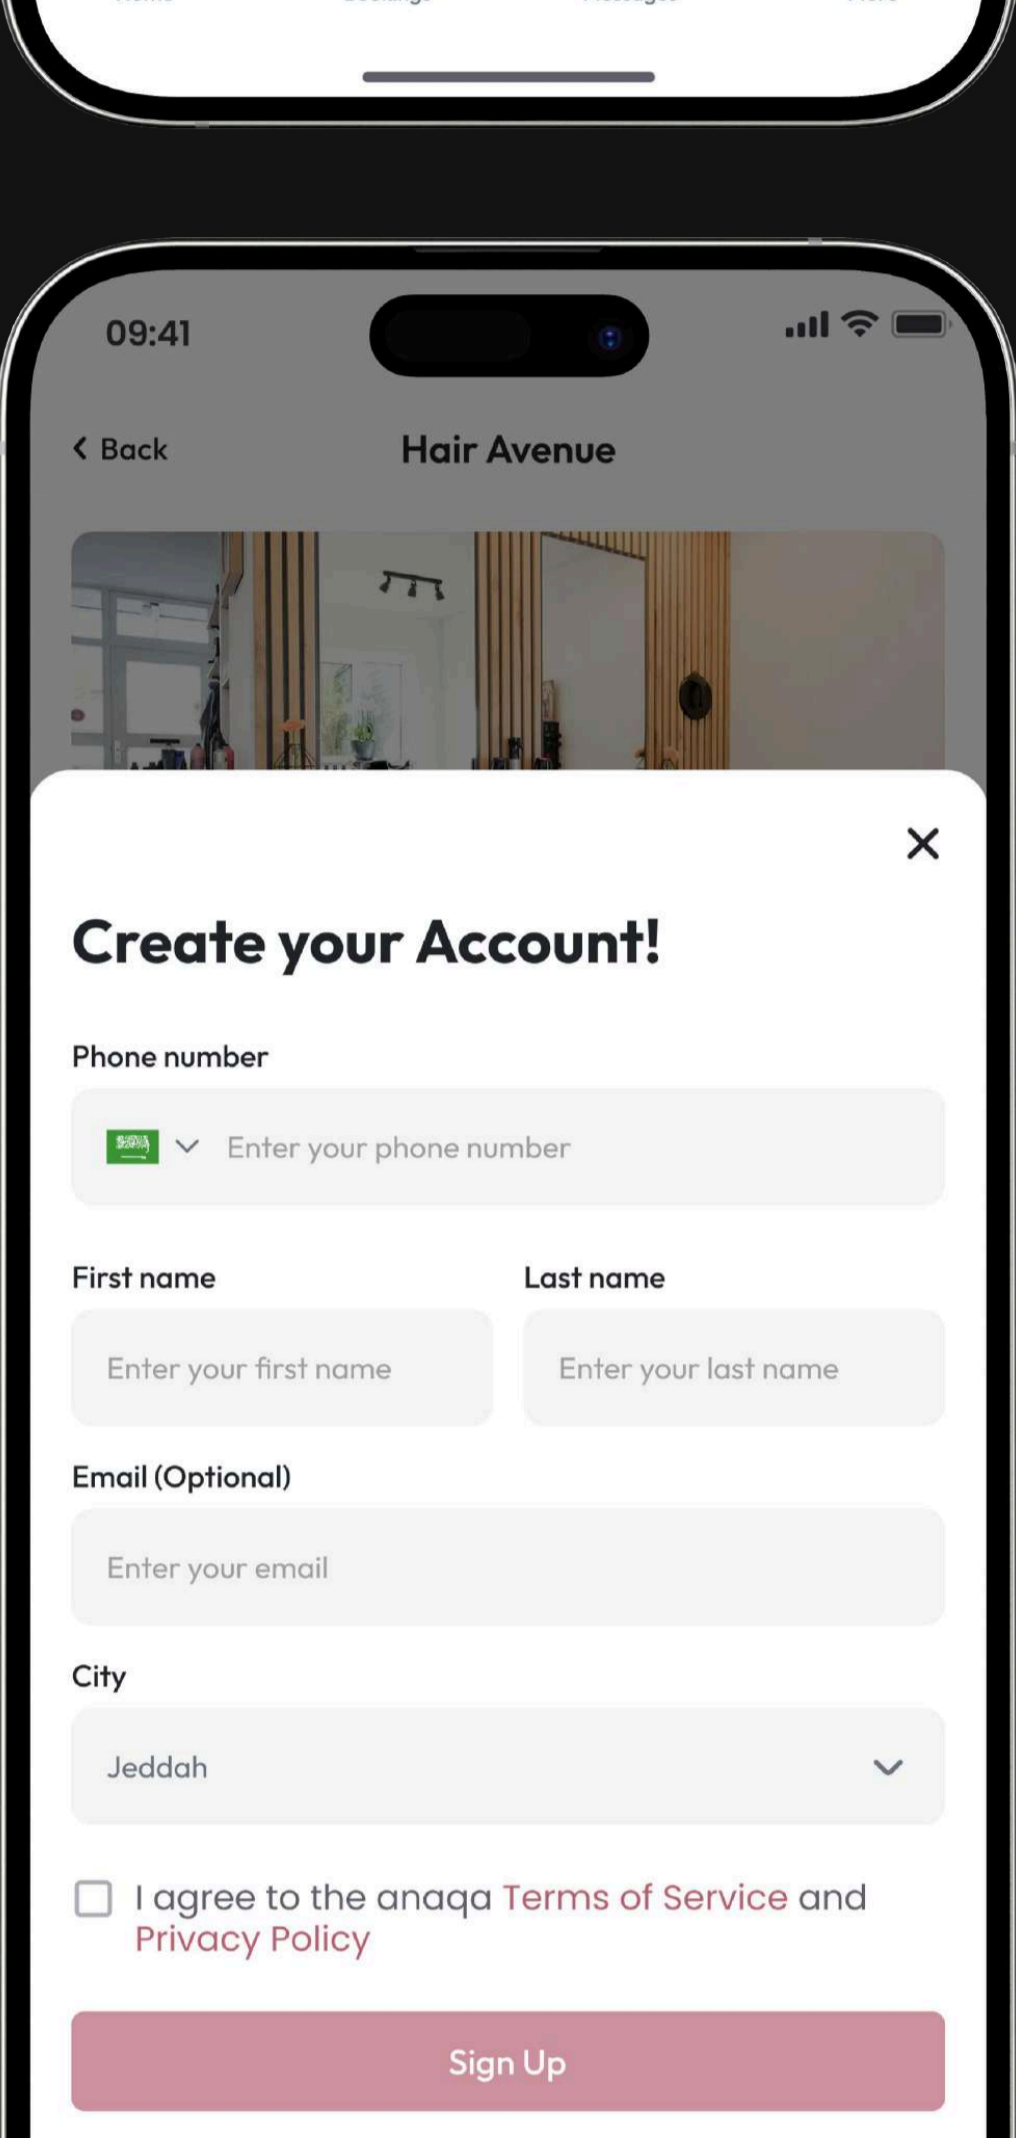 09:41
Back
Hair Avenue
Create your Account!
Phone number
Enter your phone number
First name
Last name
Enter your first name
Enter your last name
Email (Optional)
Enter your email
City
Jeddah
I agree to the anaqa Terms of Service and
Privacy Policy
Sign Up